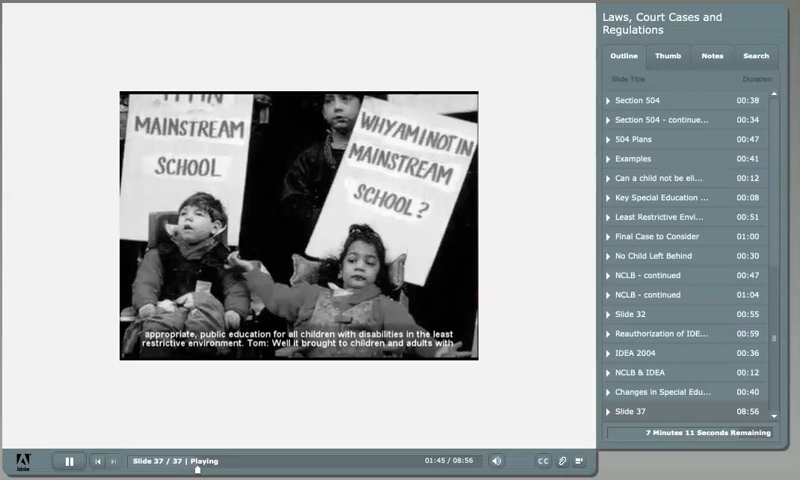 Laws, Court Cases and
Regulations
Outline
Thumb
Notes
Search
Slide Title
Duration
Section 504 00:38
Section 504 - continue... 00:34
504 Plans 00:47
Examples 00:41
Can a child not be eli... 00:12
Key Special Education ... 00:08
Least Restrictive Envi... 00:51
Final Case to Consider 01:00
No Child Left Behind 00:30
NCLB - continued 00:47
NCLB - continued 01:04
Slide 32 00:55
Reauthorization of IDE... 00:59
IDEA 2004 00:36
NCLB & IDEA 00:12
Changes in Special Edu... 00:40
Slide 37 08:56
7 Minutes 11 Seconds Remaining
MAINSTREAM
SCHOOL
WHY AM I NOT IN
MAINSTREAM
SCHOOL?
appropriate, public education for all children with disabilities in the least
restrictive environment. Tom: Well it brought to children and adults with
Adobe
Slide 37 / 37 | Playing
01:45 / 08:56
CC